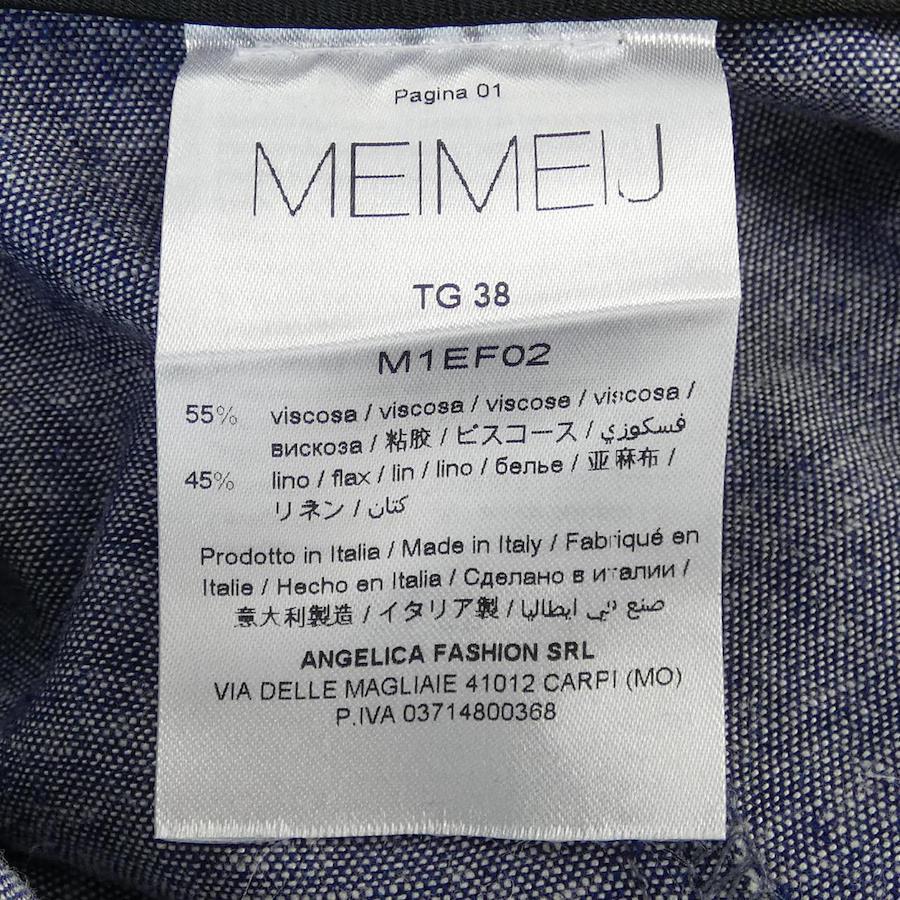 Pagina 01
MEIMEIJ
TG 38
M1EF02
55% viscosa / viscosa / viscose / viscosa /
вискоза / 粘胶 / ビスコース / فسكوزي
45% lino / flax / lin / lino / белье / 亚麻布 /
リネン / كتان
Prodotto in Italia / Made in Italy / Fabriqué en
Italie / Hecho en Italia / Сделано в италии /
意大利製造 / イタリア製 / صنع في ايطاليا
ANGELICA FASHION SRL
VIA DELLE MAGLIAIE 41012 CARPI (MO)
P.IVA 03714800368